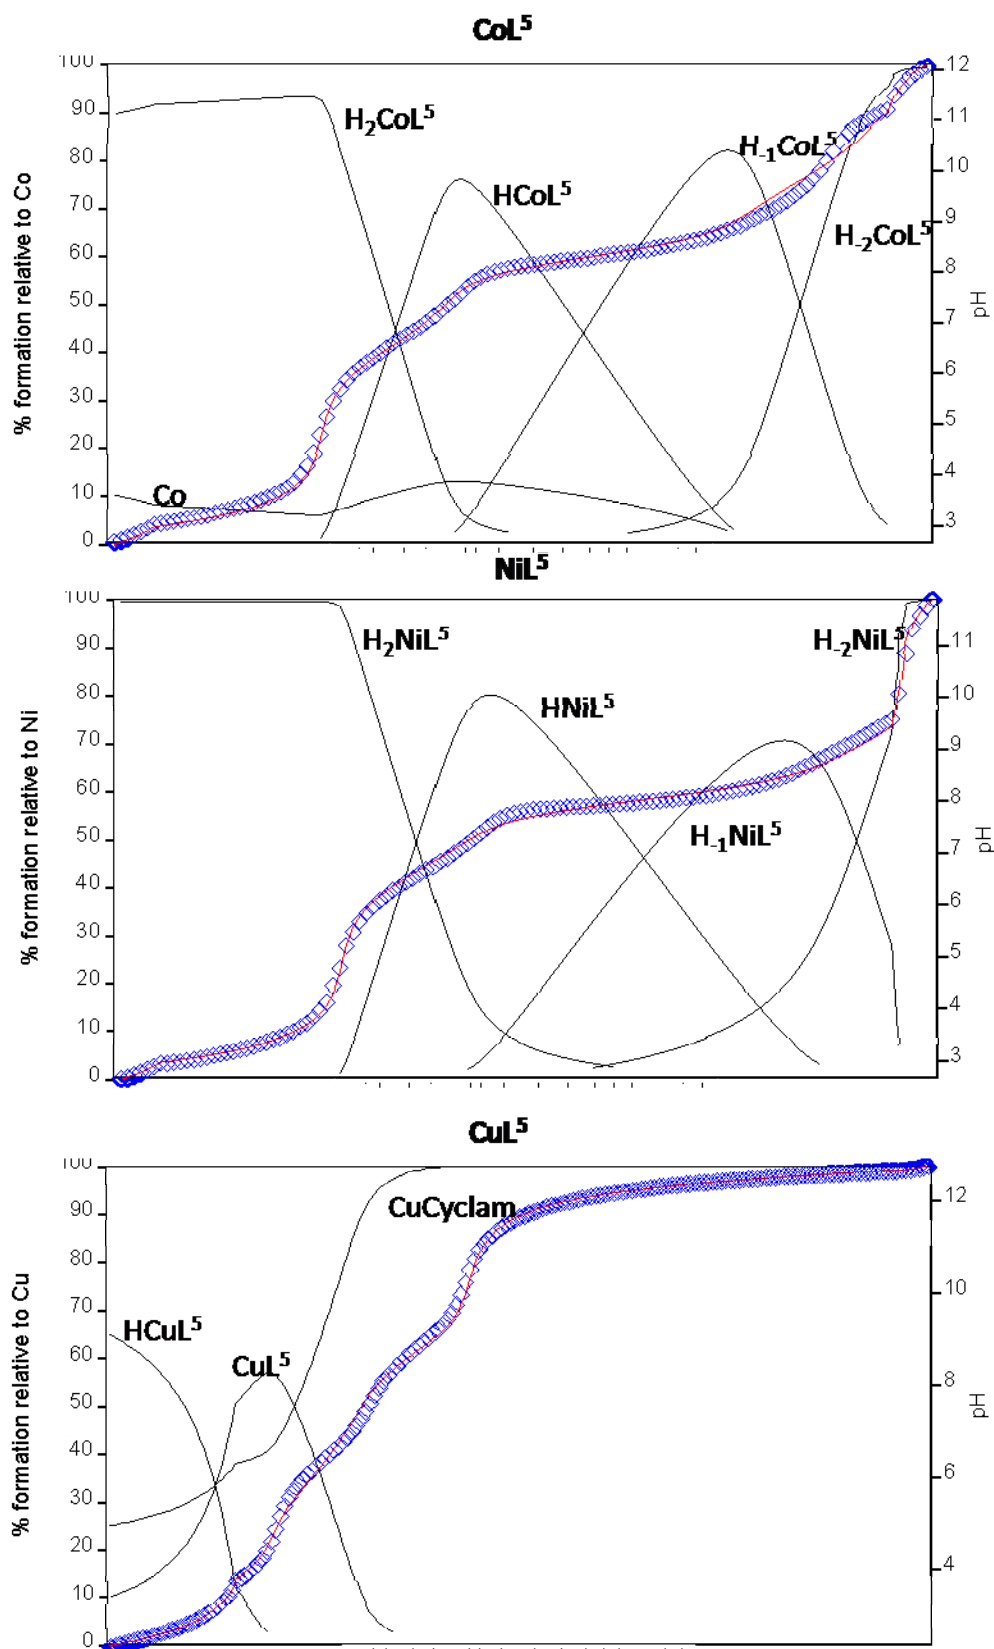 CoL⁵
% formation relative to Co
100
90
80
70
60
50
40
30
20
10
0
H₂CoL⁵
HCoL⁵
H₋₁CoL⁵
H₋₂CoL⁵
Co
12
11
10
9
8
7
6
5
4
3
pH
NiL⁵
% formation relative to Ni
100
90
80
70
60
50
40
30
20
10
0
H₂NiL⁵
HNiL⁵
H₋₁NiL⁵
H₋₂NiL⁵
11
10
9
8
7
6
5
4
3
pH
CuL⁵
% formation relative to Cu
100
90
80
70
60
50
40
30
20
10
0
HCuL⁵
CuL⁵
CuCyclam
12
10
8
6
4
pH